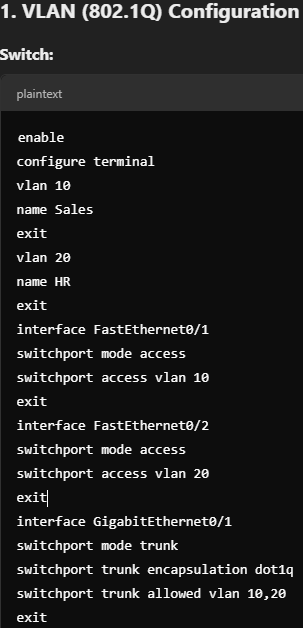 1. VLAN (802.1Q) Configuration
Switch:
plaintext
enable
configure terminal
vlan 10
name Sales
exit
vlan 20
name HR
exit
interface FastEthernet0/1
switchport mode access
switchport access vlan 10
exit
interface FastEthernet0/2
switchport mode access
switchport access vlan 20
exit
interface GigabitEthernet0/1
switchport mode trunk
switchport trunk encapsulation dot1q
switchport trunk allowed vlan 10,20
exit